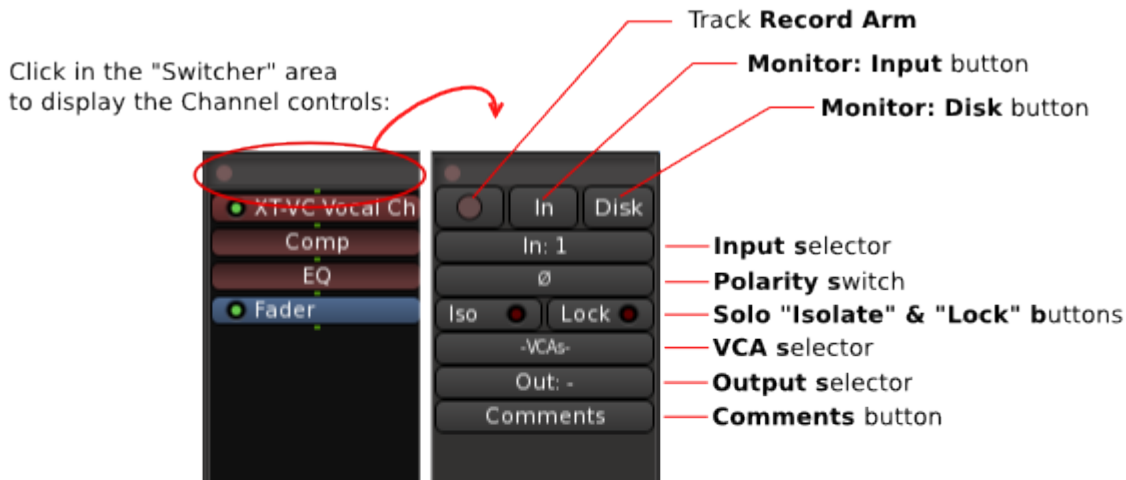 Track Record Arm
Monitor: Input button
Click in the "Switcher" area
to display the Channel controls:
Monitor: Disk button
XT-VC Vocal Ch
Comp
EQ
Fader
In Disk
In: 1
Ø
Iso Lock
-VCAs-
Out: -
Comments
Input selector
Polarity switch
Solo "Isolate" & "Lock" buttons
VCA selector
Output selector
Comments button